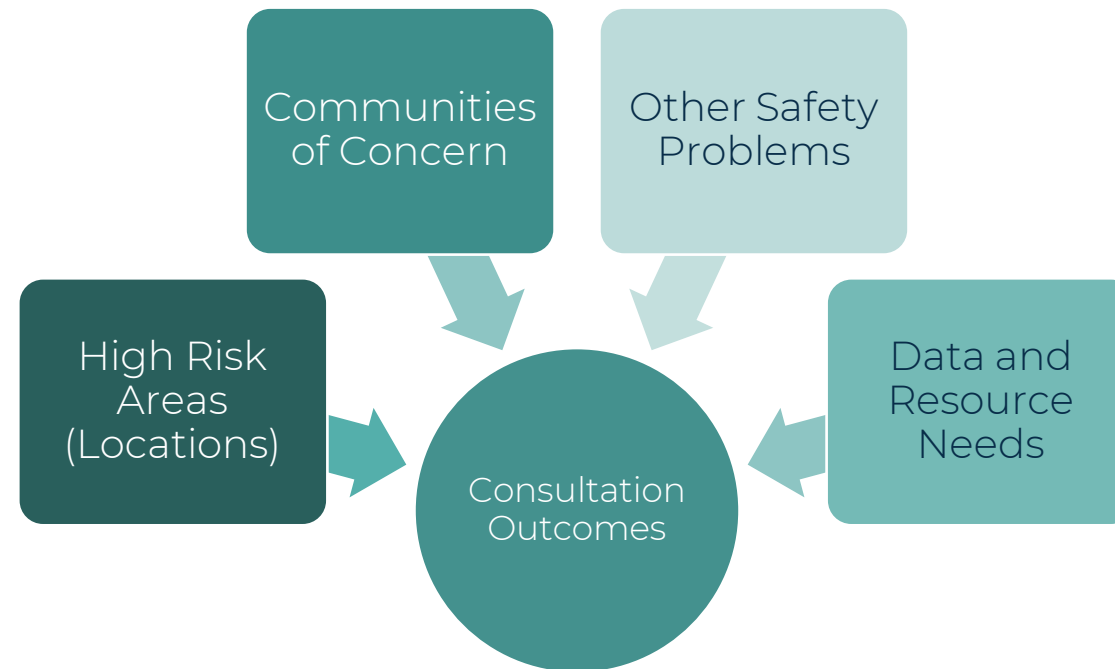 Communities
of Concern
Other Safety
Problems
High Risk
Areas
(Locations)
Data and
Resource
Needs
Consultation
Outcomes